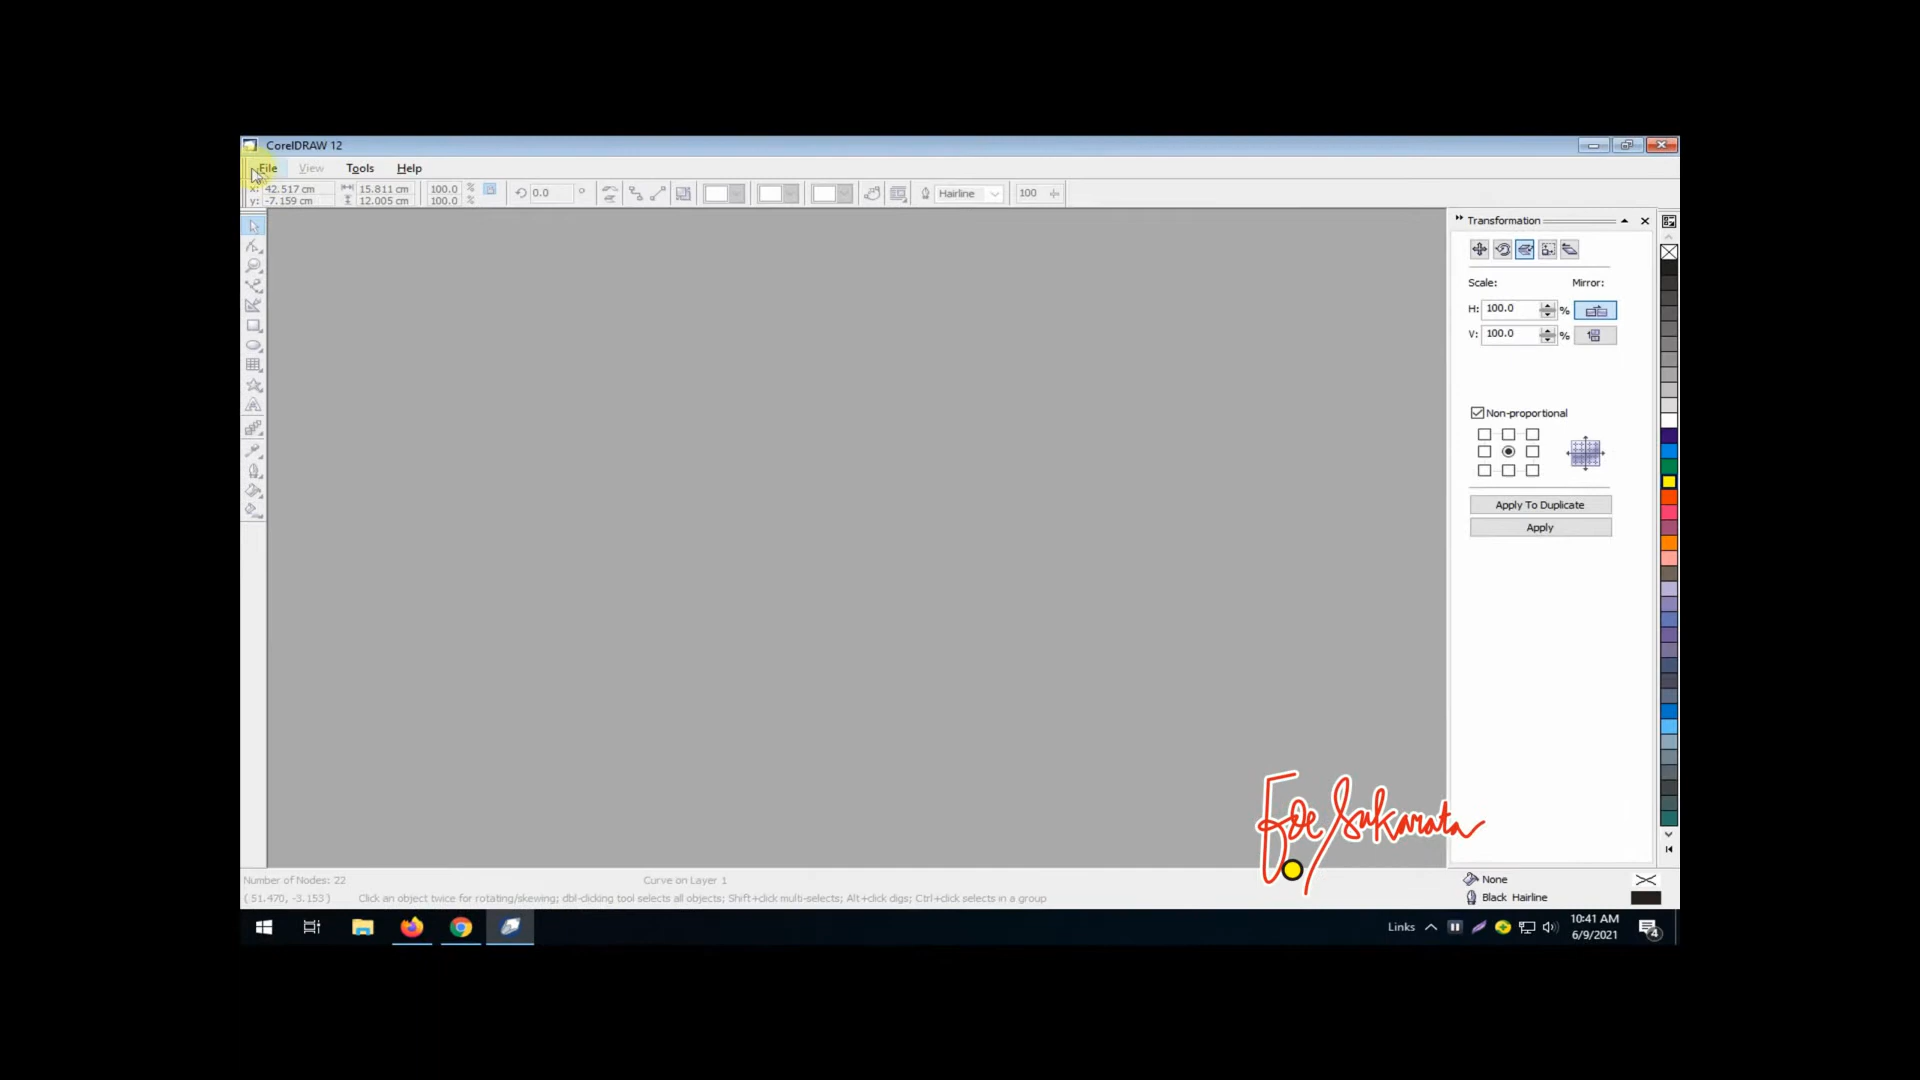 CorelDRAW 12
File View Tools Help
x: 42.517 cm 15.811 cm 100.0 % 0.0 ° Hairline 100
y: -7.159 cm 12.005 cm 100.0 %
Transformation
Scale: Mirror:
H: 100.0 %
V: 100.0 %
Non-proportional
Apply To Duplicate
Apply
Sukarata
Number of Nodes: 22 Curve on Layer 1 None
( 51.470, -3.153 ) Click an object twice for rotating/skewing; dbl-clicking tool selects all objects; Shift+click multi-selects; Alt+click digs; Ctrl+click selects in a group Black Hairline
Links 10:41 AM
6/9/2021 4